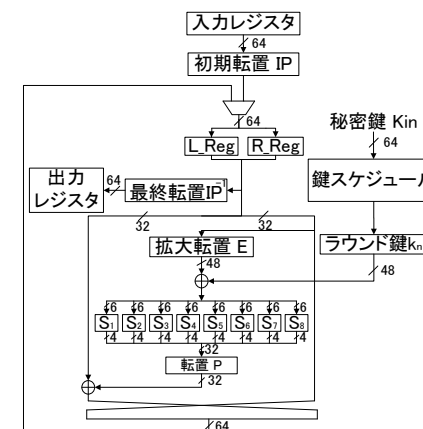 入力レジスタ
64
初期転置 IP
64
秘密鍵 Kin
64
L_Reg
R_Reg
出力
レジスタ
64
最終転置IP⁻¹
鍵スケジュール
32
32
拡大転置 E
ラウンド鍵Kn
48
48
6 6 6 6 6 6 6 6
S₁ S₂ S₃ S₄ S₅ S₆ S₇ S₈
4 4 4 4 4 4 4 4
32
転置 P
32
64